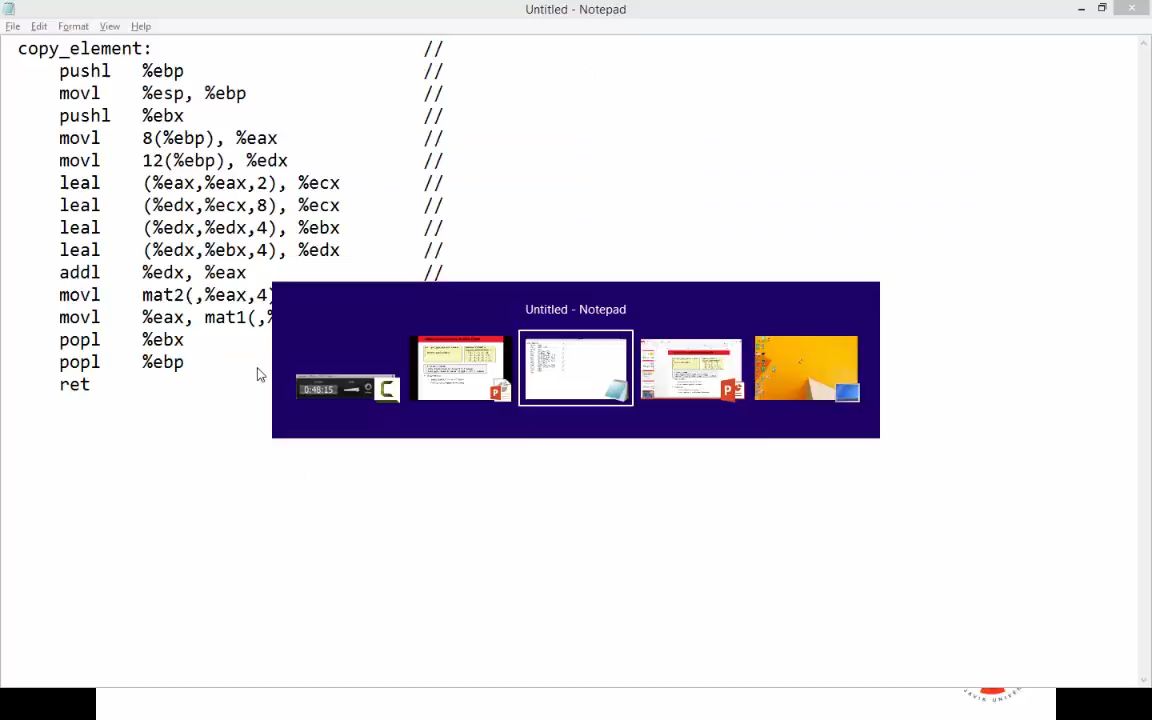 Untitled - Notepad
File Edit Format View Help
copy_element: //
pushl %ebp //
movl %esp, %ebp //
pushl %ebx //
movl 8(%ebp), %eax //
movl 12(%ebp), %edx //
leal (%eax,%eax,2), %ecx //
leal (%edx,%ecx,8), %ecx //
leal (%edx,%edx,4), %ebx //
leal (%edx,%ebx,4), %edx //
addl %edx, %eax //
movl mat2(,%eax,4)
movl %eax, mat1(,%
popl %ebx
popl %ebp
ret
Untitled - Notepad
0:48:15